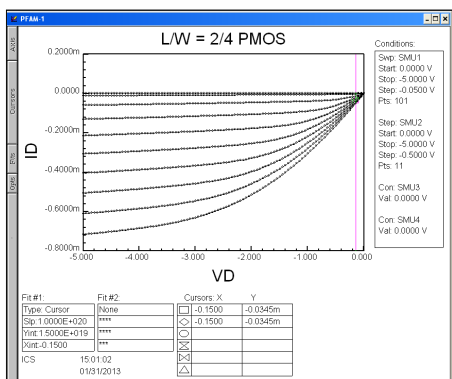 PFAM-1
Axis
Cursors
Fits
Opts
L/W = 2/4 PMOS
ID
0.2000m
0.0000
-0.2000m
-0.4000m
-0.6000m
-0.8000m
-5.000 -4.000 -3.000 -2.000 -1.000 0.000
VD
Conditions:
Swp: SMU1
Start: 0.0000 V
Stop: -5.0000 V
Step: -0.0500 V
Pts: 101
Step: SMU2
Start: 0.0000 V
Stop: -5.0000 V
Step: -0.5000 V
Pts: 11
Con: SMU3
Val: 0.0000 V
Con: SMU4
Val: 0.0000 V
Fit #1: Fit #2: Cursors: X Y
Type: Cursor None -0.1500 -0.0345m
Slp:1.0000E+020 **** -0.1500 -0.0345m
Yint:1.5000E+019 ****
Xint:-0.1500 ***
ICS 15:01:02
01/31/2013